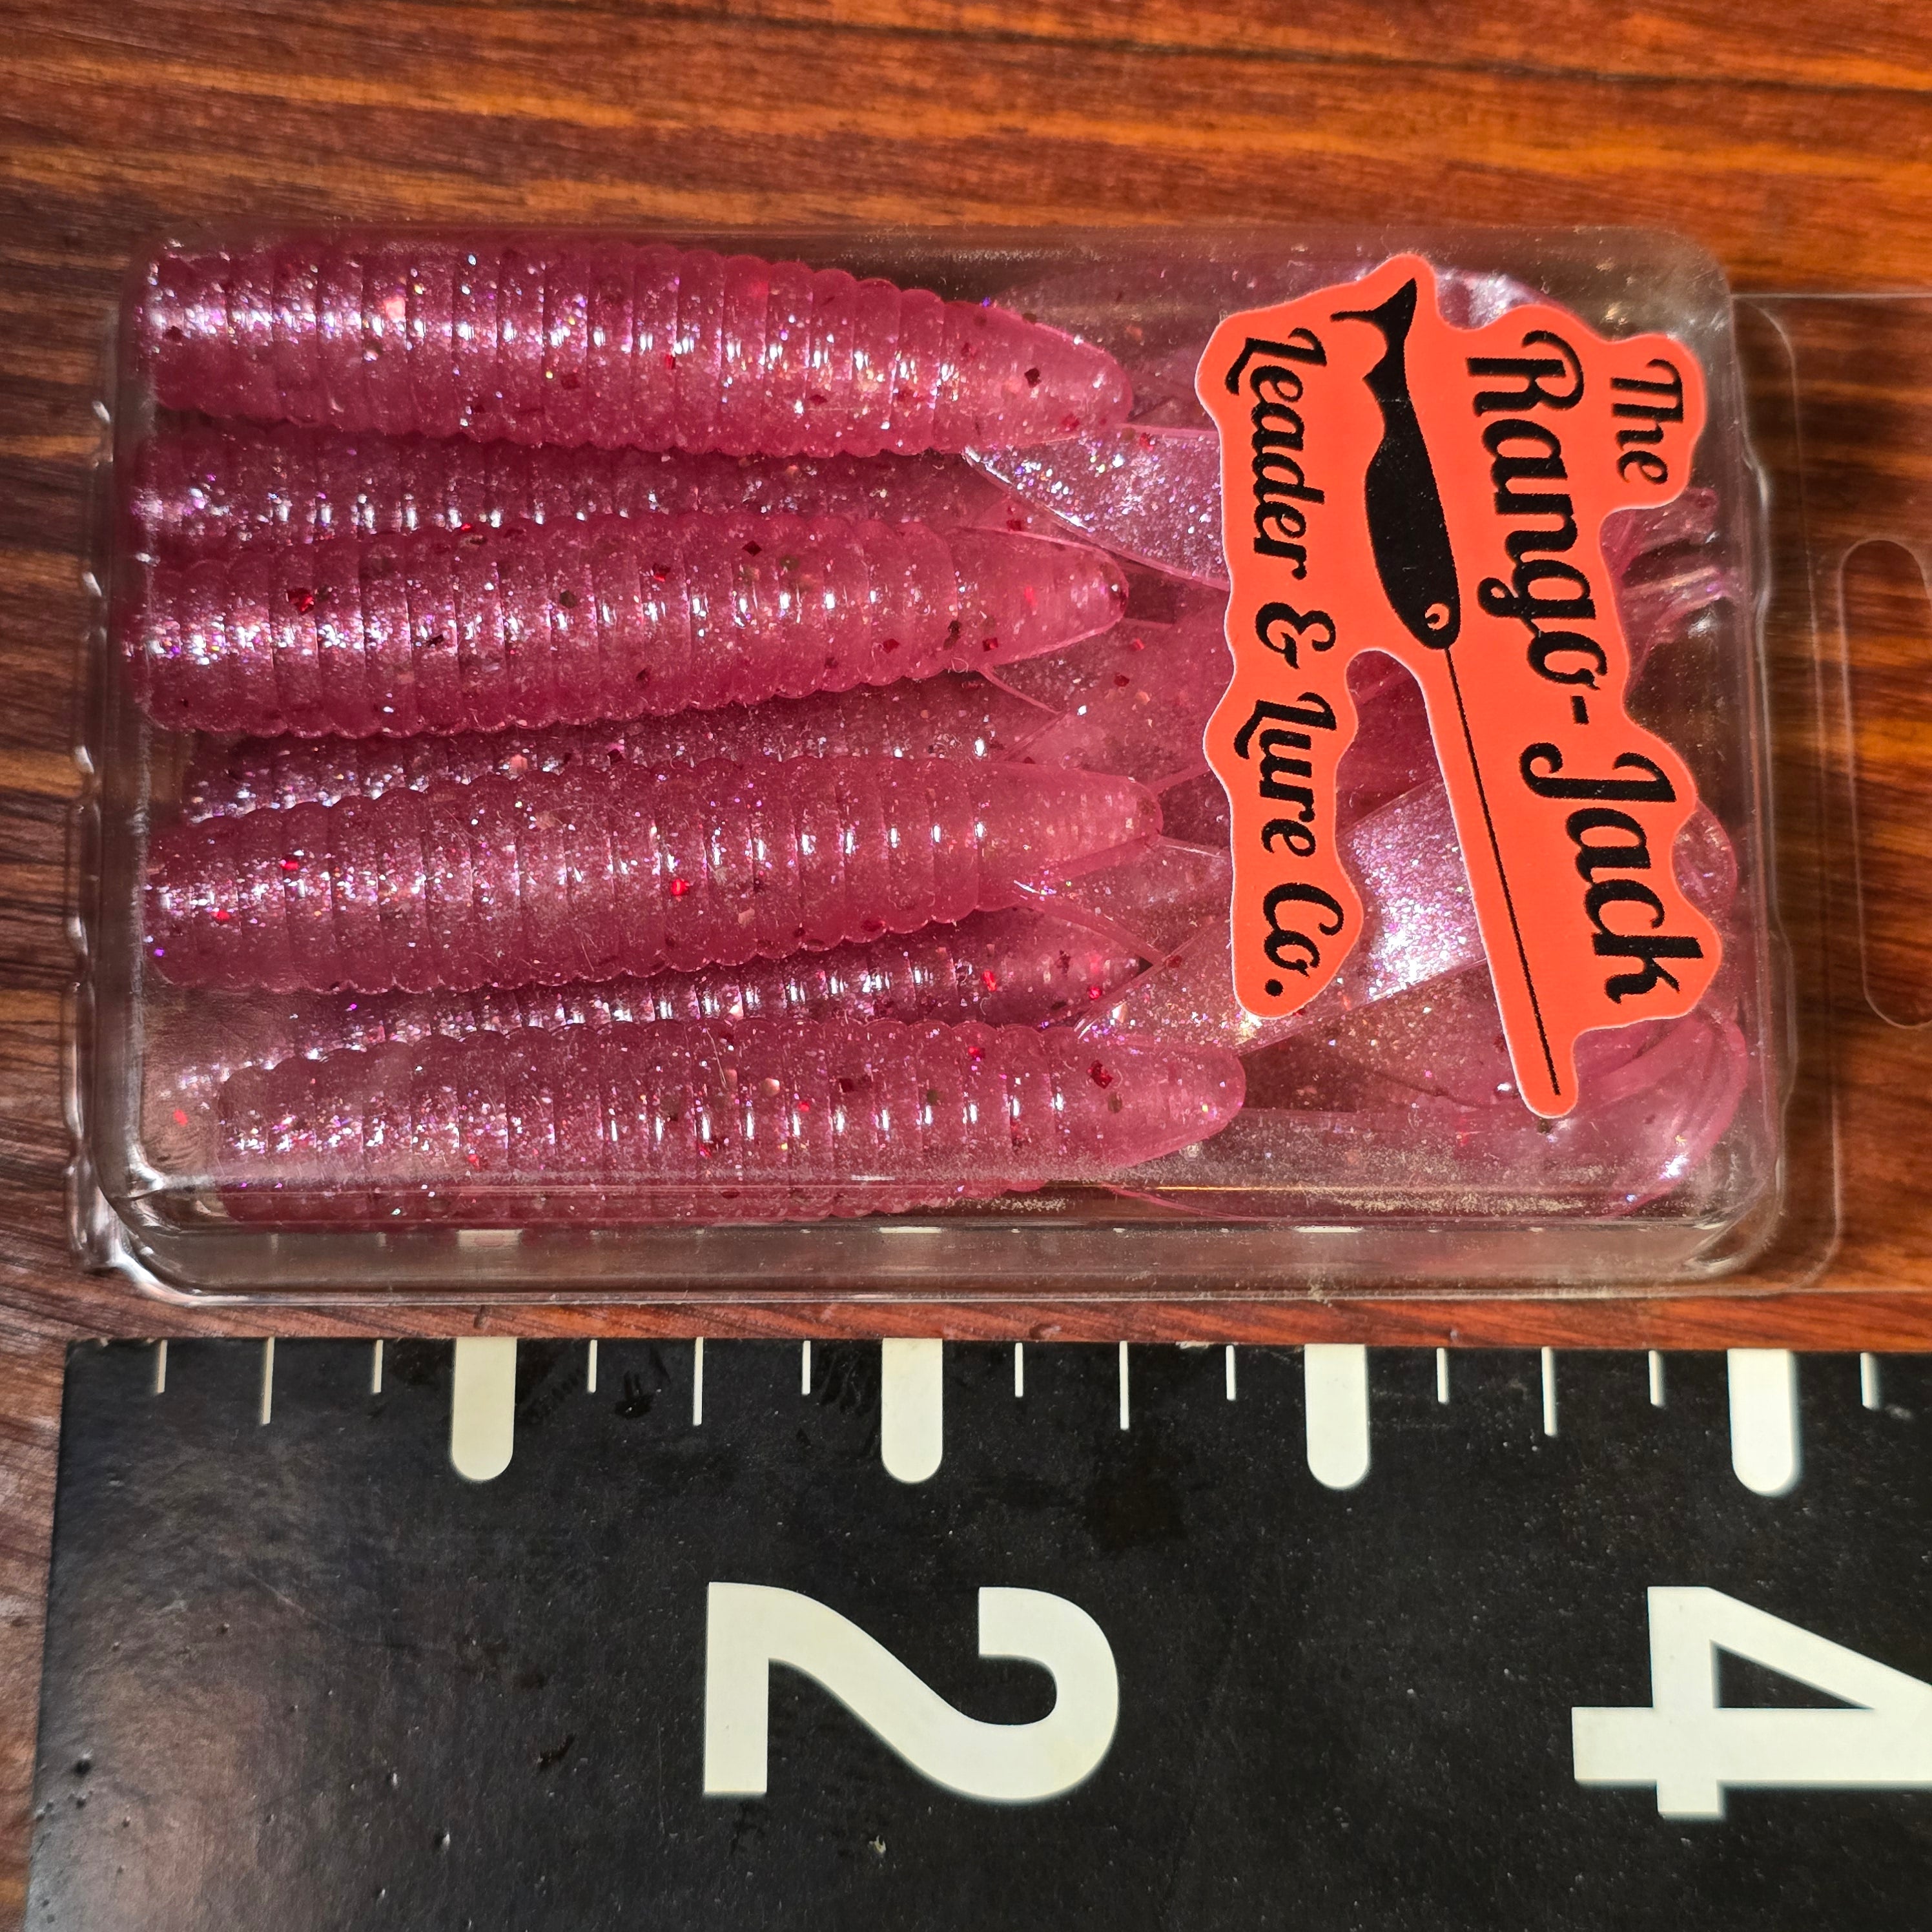 The
Rango-Jack
Leader & Lure Co.
2
4